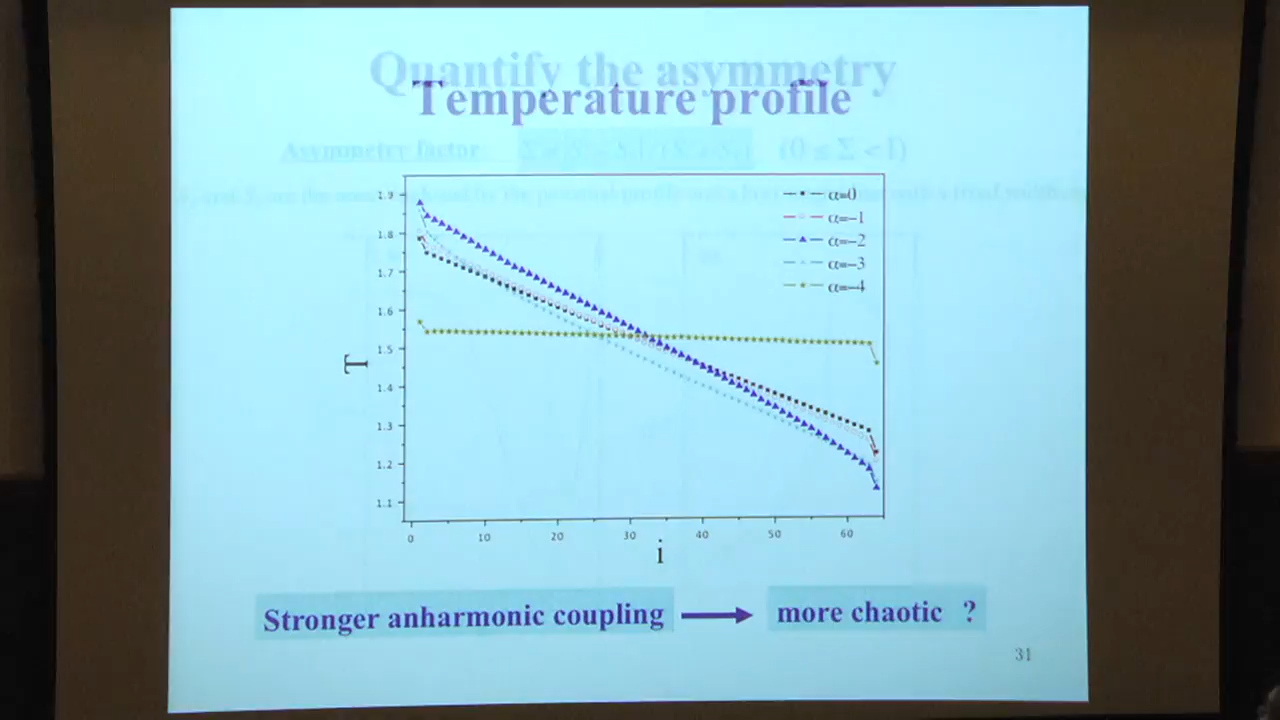 Quantify the asymmetry
Temperature profile
Asymmetry factor (0 ≤ Σ < 1)
α=0
α=-1
α=-2
α=-3
α=-4
1.9
1.8
1.7
1.6
1.5
1.4
1.3
1.2
1.1
T
0 10 20 30 40 50 60
i
Stronger anharmonic coupling more chaotic ?
31